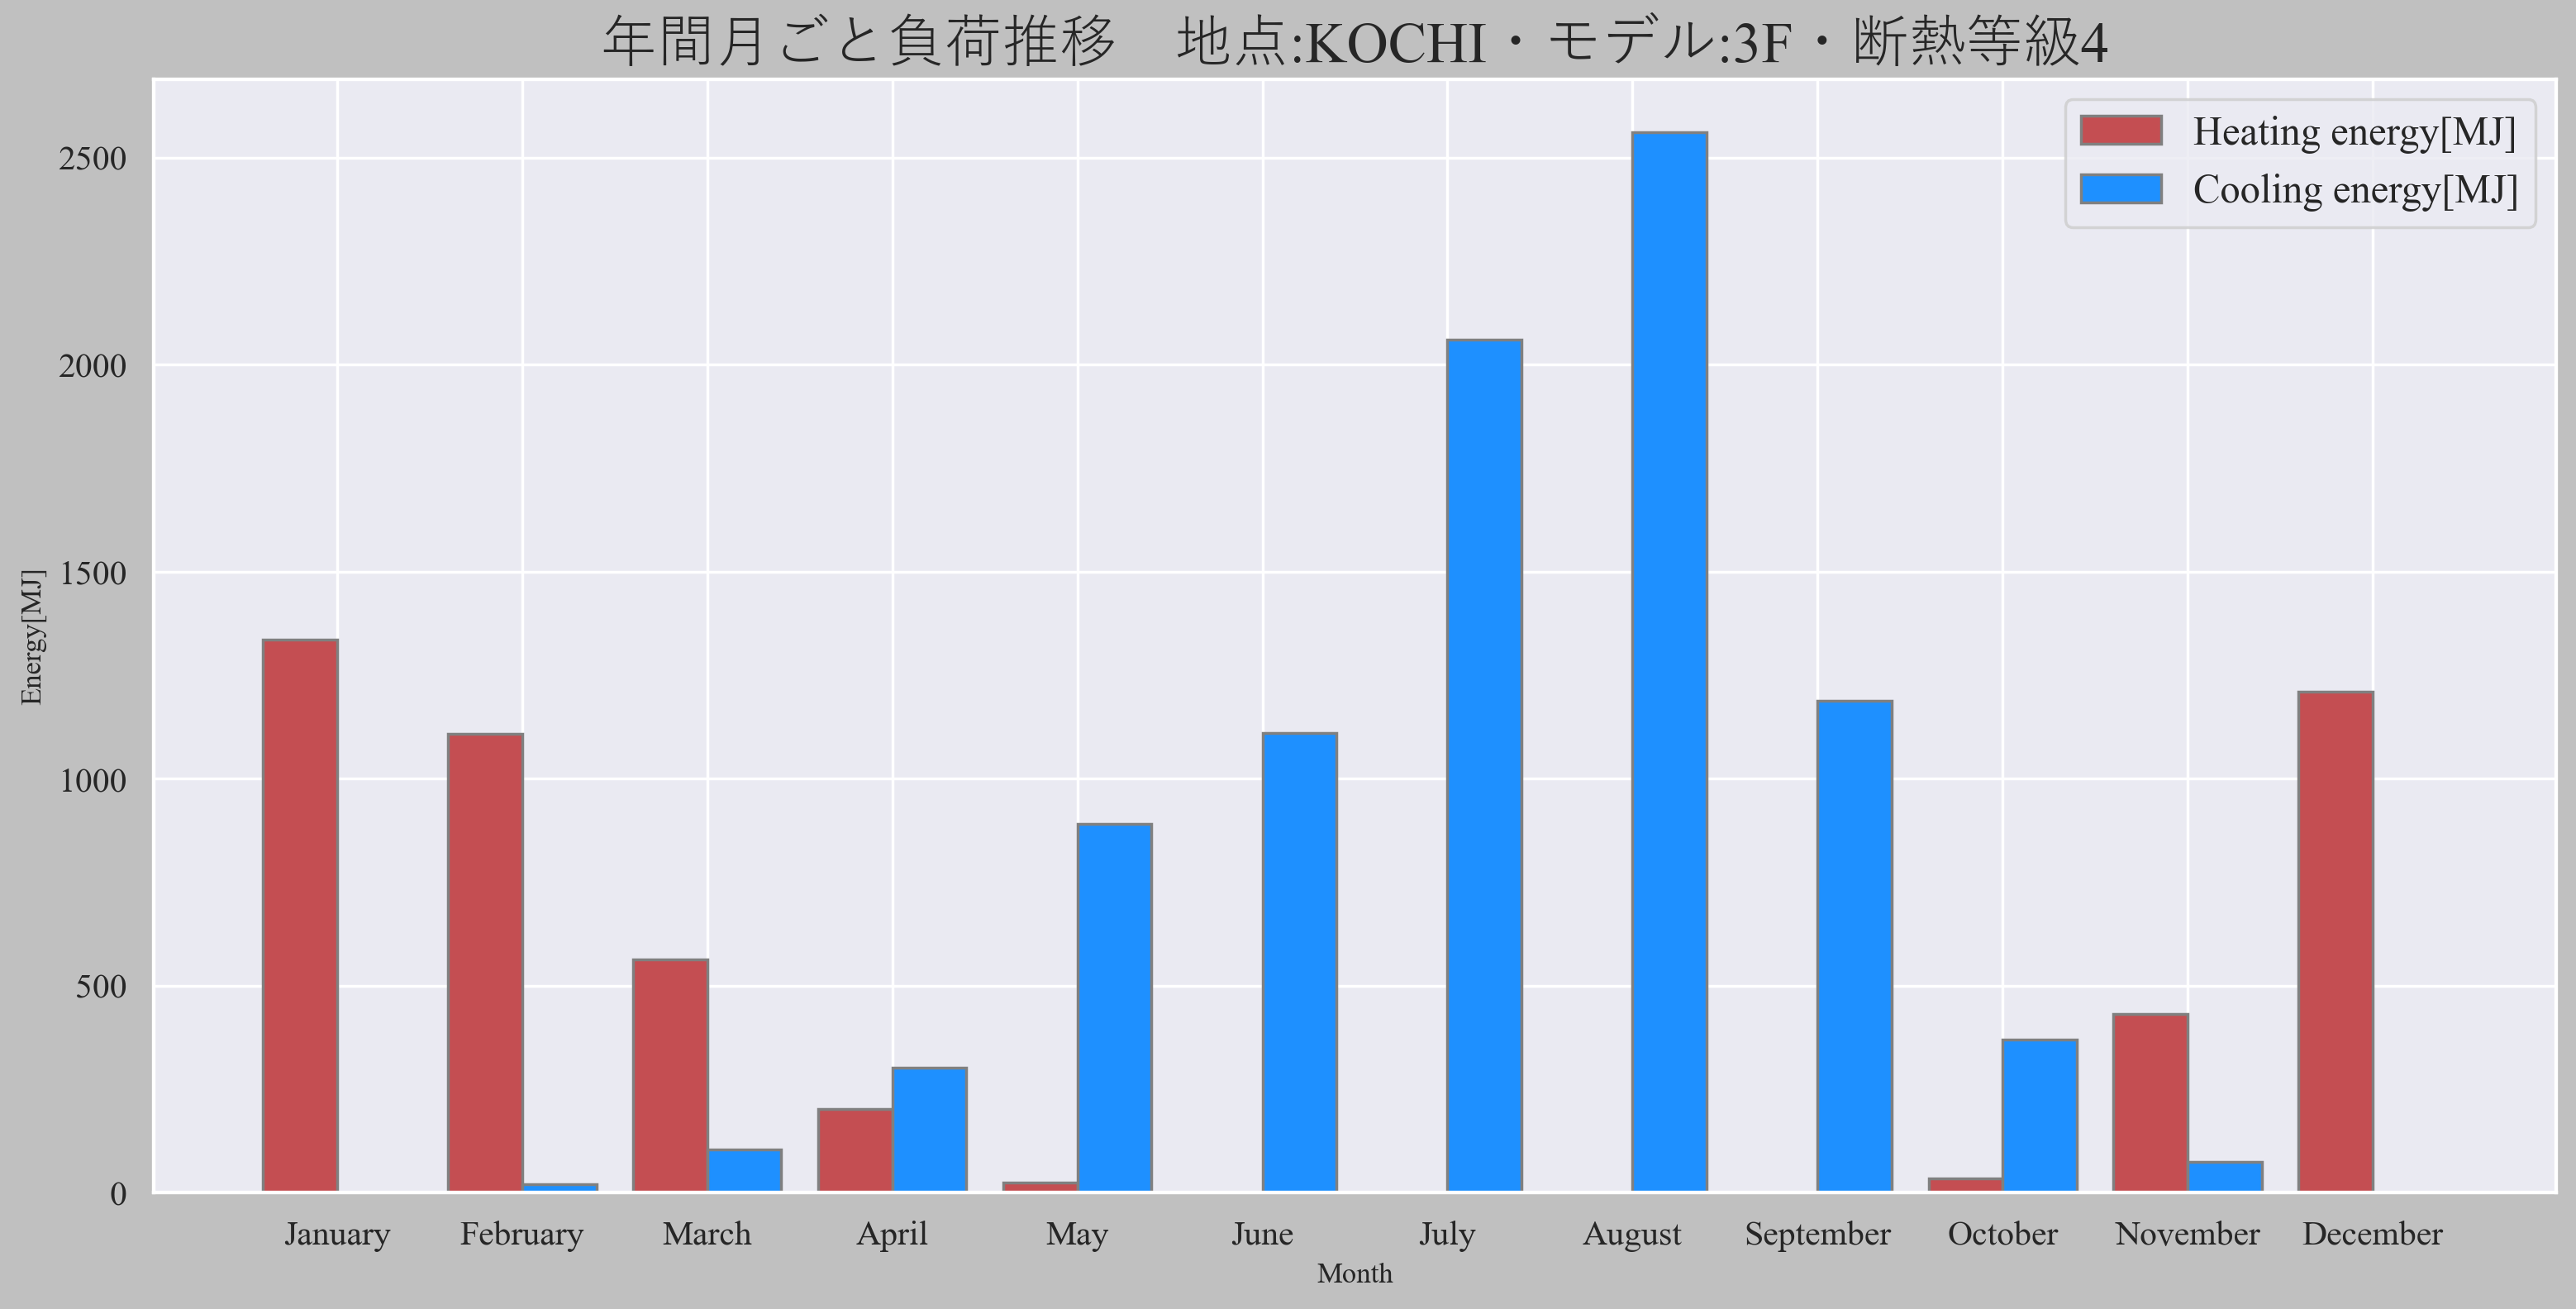 年間月ごと負荷推移　地点:KOCHI・モデル:3F・断熱等級4
Heating energy[MJ]
Cooling energy[MJ]
Energy[MJ]
2500
2000
1500
1000
500
0
January February March April May June July August September October November December
Month